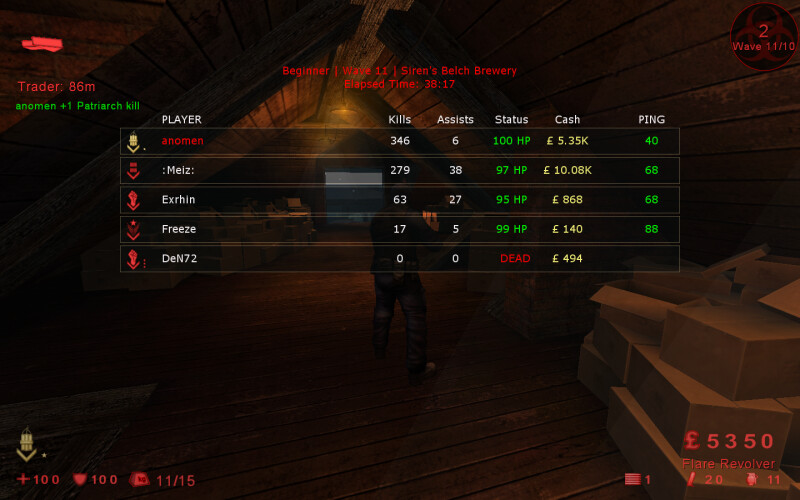 2
Wave 11/10
Beginner | Wave 11 | Siren's Belch Brewery
Elapsed Time: 38:17
Trader: 86m
anomen +1 Patriarch kill
PLAYER Kills Assists Status Cash PING
anomen 346 6 100 HP £ 5.35K 40
:Meiz: 279 38 97 HP £ 10.08K 68
Exrhin 63 27 95 HP £ 868 68
Freeze 17 5 99 HP £ 140 88
DeN72 0 0 DEAD £ 494
£ 5350
Flare Revolver
100 100 11/15 1 20 11